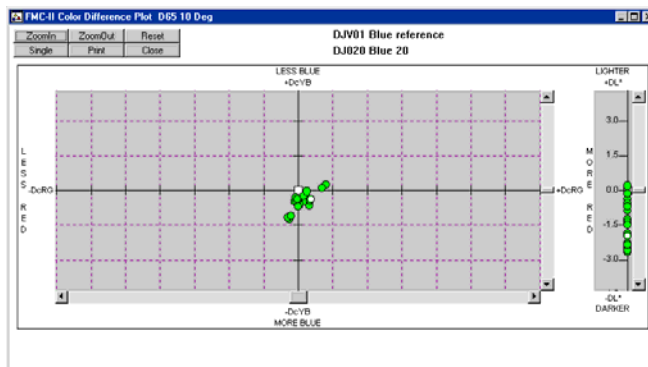 FMC-II Color Difference Plot D65 10 Deg
ZoomIn ZoomOut Reset
Single Print Close
DJV01 Blue reference
DJ020 Blue 20
LESS BLUE
+DcYB
LIGHTER
+DL*
LESS RED
-DcRG
+DcRG
MORE RED
3.0
1.5
0.0
-1.5
-3.0
-DcYB
MORE BLUE
-DL*
DARKER